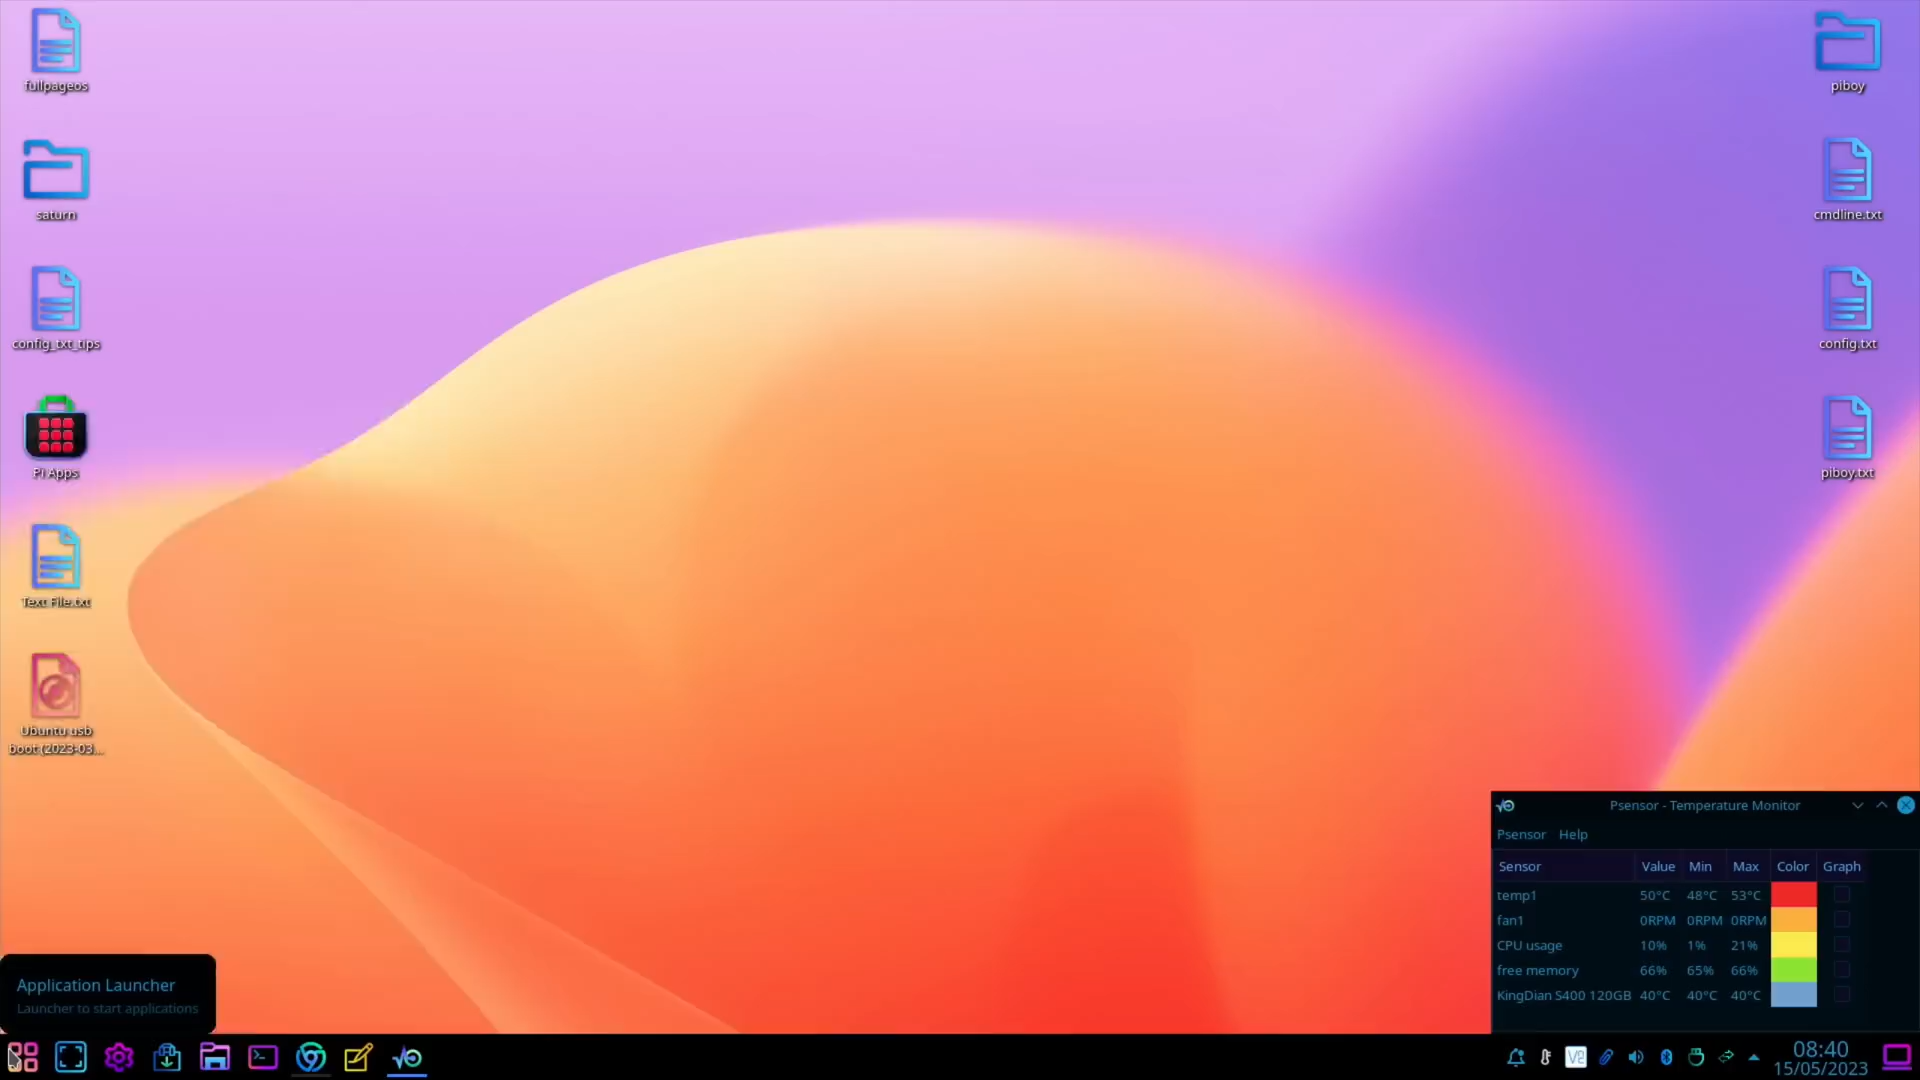 fullpageos
saturn
config_txt_tips
Pi Apps
Text File.txt
Ubuntu usb
boot (2023-03...
piboy
cmdline.txt
config.txt
piboy.txt
Psensor - Temperature Monitor
Psensor Help
Sensor Value Min Max Color Graph
temp1 50°C 48°C 53°C
fan1 0RPM 0RPM 0RPM
CPU usage 10% 1% 21%
free memory 66% 65% 66%
KingDian S400 120GB 40°C 40°C 40°C
Application Launcher
Launcher to start applications
08:40
15/05/2023